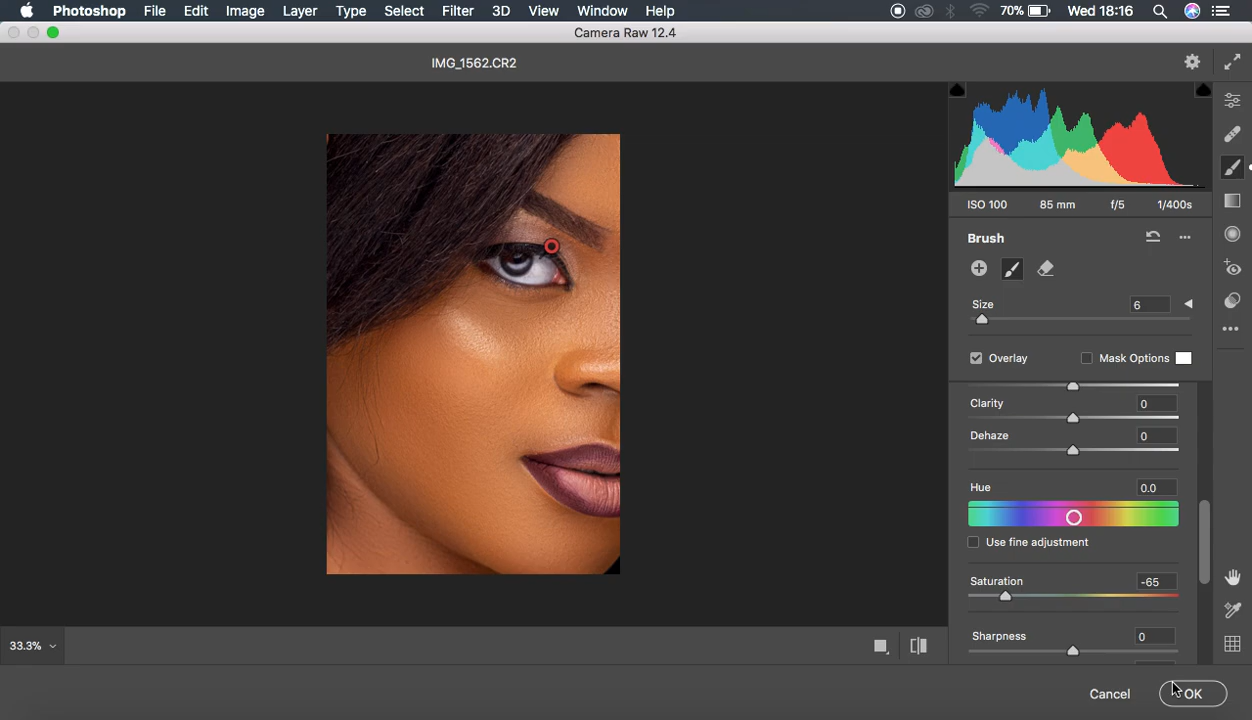 Photoshop File Edit Image Layer Type Select Filter 3D View Window Help 70% Wed 18:16
Camera Raw 12.4
IMG_1562.CR2
ISO 100 85 mm f/5 1/400s
Brush
Size 6
Overlay Mask Options
Clarity 0
Dehaze 0
Hue 0.0
Use fine adjustment
Saturation -65
Sharpness 0
33.3%
Cancel OK